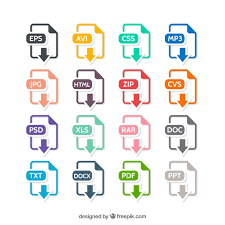 EPS AVI CSS MP3
JPG HTML ZIP CVS
PSD XLS RAR DOC
TXT DOCX PDF PPT
designed by freepik.com